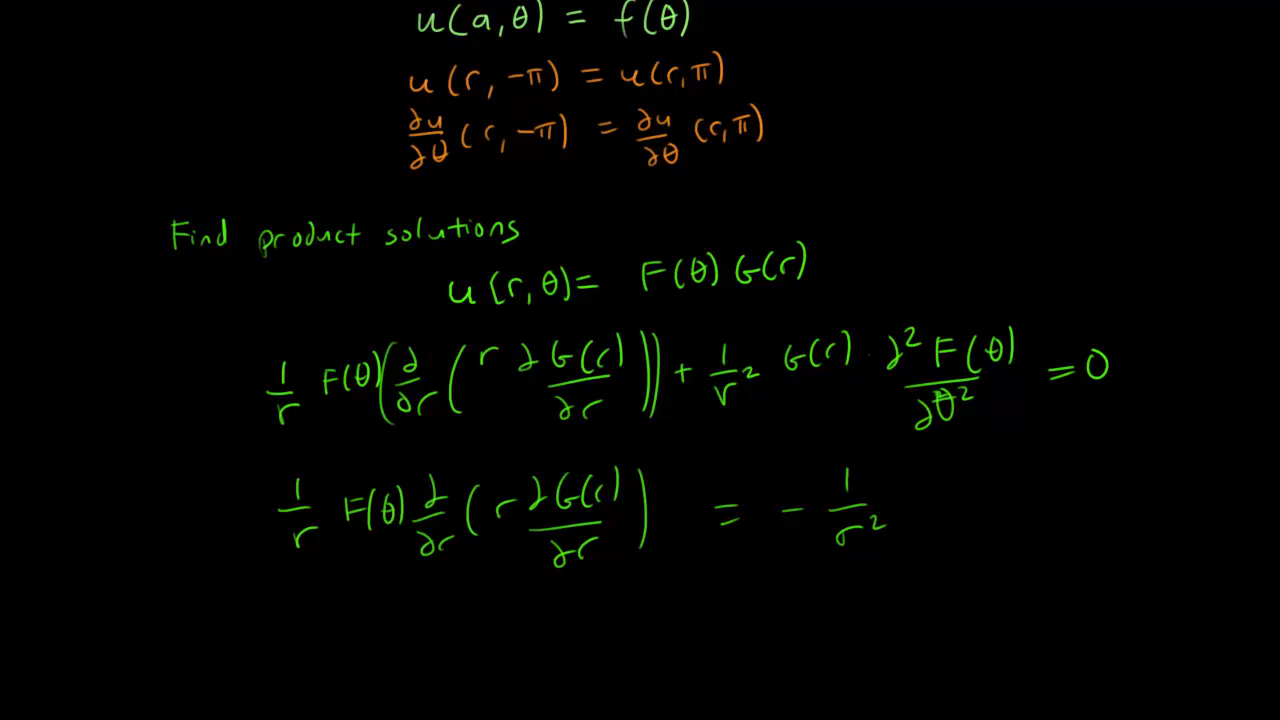 u(a,θ) = f(θ)
u(r,-π) = u(r,π)
∂u/∂θ (r,-π) = ∂u/∂θ (r,π)
Find product solutions
u(r,θ) = F(θ) G(r)
1/r F(θ)(∂/∂r (r ∂G(r)/∂r)) + 1/r² G(r) · ∂²F(θ)/∂θ² = 0
1/r F(θ) ∂/∂r (r ∂G(r)/∂r) = - 1/r²